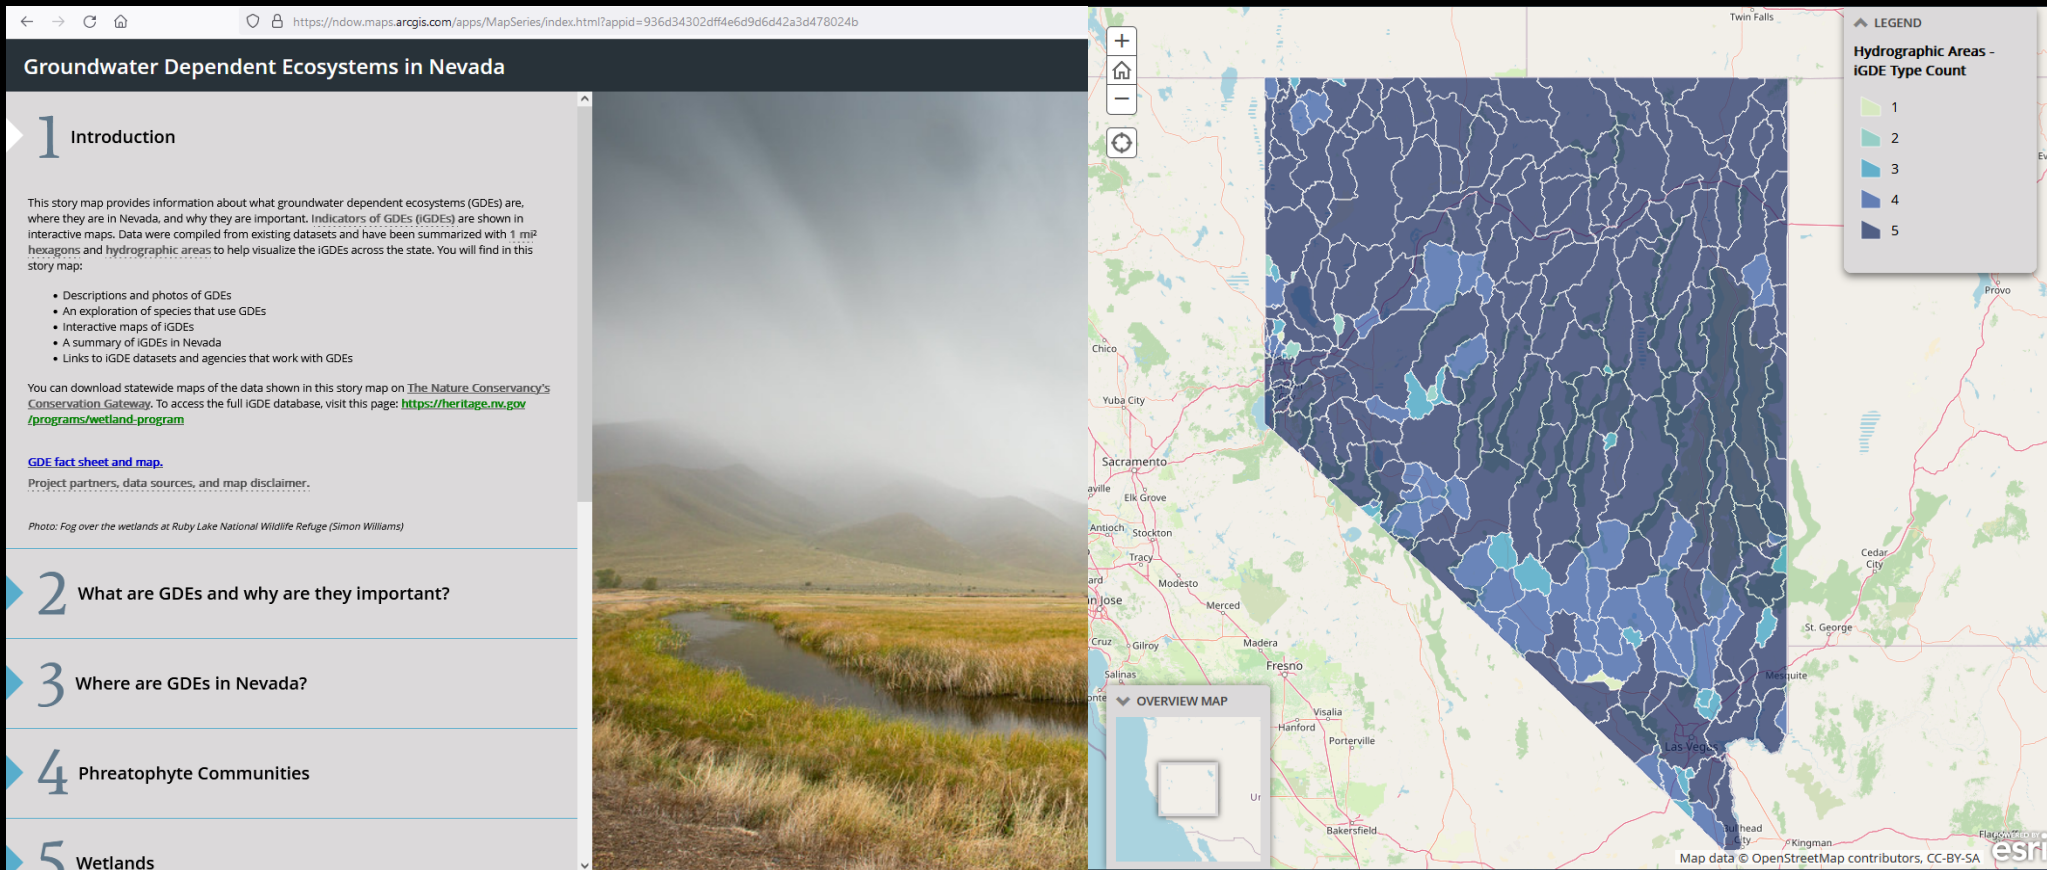 https://ndow.maps.arcgis.com/apps/MapSeries/index.html?appid=936d34302dff4e6d9d6d42a3d478024b
Groundwater Dependent Ecosystems in Nevada
1 Introduction
This story map provides information about what groundwater dependent ecosystems (GDEs) are,
where they are in Nevada, and why they are important. Indicators of GDEs (iGDEs) are shown in
interactive maps. Data were compiled from existing datasets and have been summarized with 1 mi²
hexagons and hydrographic areas to help visualize the iGDEs across the state. You will find in this
story map:
• Descriptions and photos of GDEs
• An exploration of species that use GDEs
• Interactive maps of iGDEs
• A summary of iGDEs in Nevada
• Links to iGDE datasets and agencies that work with GDEs
You can download statewide maps of the data shown in this story map on The Nature Conservancy's
Conservation Gateway. To access the full iGDE database, visit this page: https://heritage.nv.gov
/programs/wetland-program
GDE fact sheet and map.
Project partners, data sources, and map disclaimer.
Photo: Fog over the wetlands at Ruby Lake National Wildlife Refuge (Simon Williams)
2 What are GDEs and why are they important?
3 Where are GDEs in Nevada?
4 Phreatophyte Communities
5 Wetlands
+
−
Twin Falls
LEGEND
Hydrographic Areas -
iGDE Type Count
1
2
3
4
5
Provo
Chico
Yuba City
Sacramento
aville
Elk Grove
Antioch
Stockton
Tracy
ard
Modesto
n Jose
Merced
Cruz
Gilroy
Madera
Fresno
Salinas
Cedar
City
St. George
Mesquite
OVERVIEW MAP
Ur
Visalia
Hanford
Porterville
Bakersfield
Las Vegas
Bullhead
City
Kingman
Flag
POWERED BY
esri
Map data © OpenStreetMap contributors, CC-BY-SA